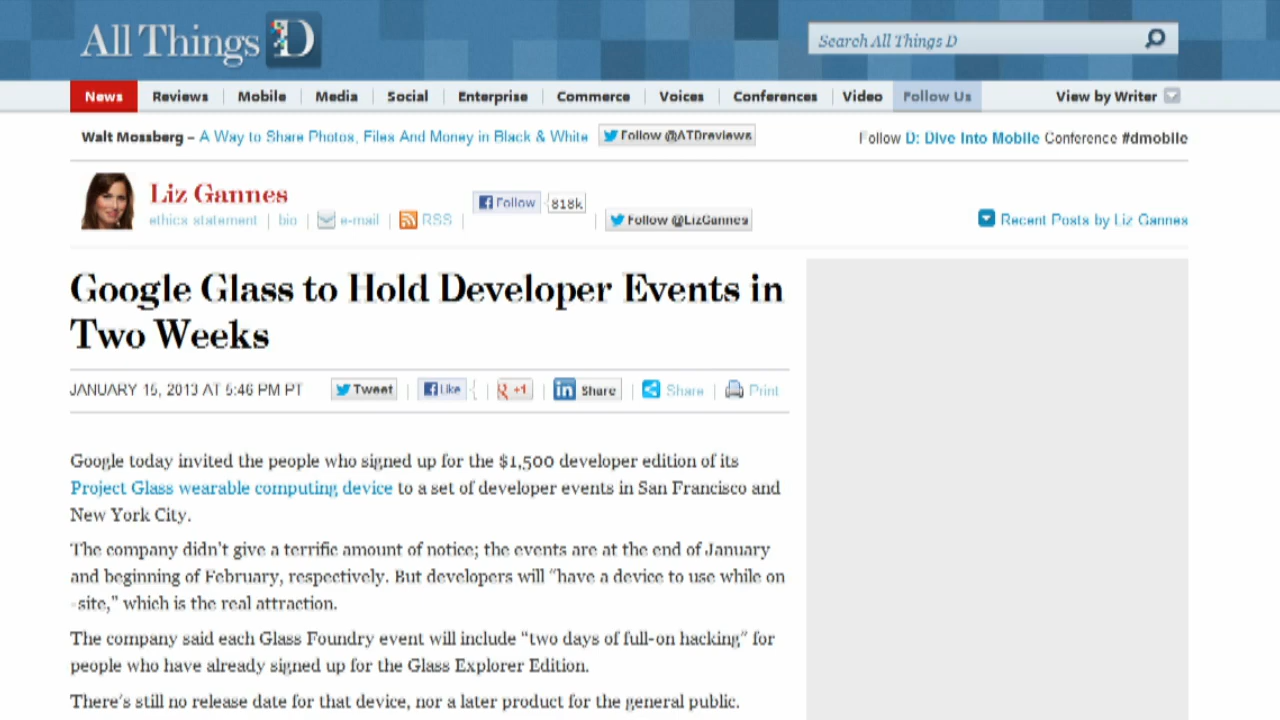 All Things D
Search All Things D
News Reviews Mobile Media Social Enterprise Commerce Voices Conferences Video Follow Us View by Writer
Walt Mossberg – A Way to Share Photos, Files And Money in Black & White Follow @ATDreviews Follow D: Dive Into Mobile Conference #dmobile
Liz Gannes
ethics statement | bio | e-mail | RSS | Follow 818k | Follow @LizGannes Recent Posts by Liz Gannes
Google Glass to Hold Developer Events in
Two Weeks
JANUARY 15, 2013 AT 5:46 PM PT Tweet | Like | +1 | Share | Share | Print
Google today invited the people who signed up for the $1,500 developer edition of its
Project Glass wearable computing device to a set of developer events in San Francisco and
New York City.
The company didn't give a terrific amount of notice; the events are at the end of January
and beginning of February, respectively. But developers will "have a device to use while on
-site," which is the real attraction.
The company said each Glass Foundry event will include "two days of full-on hacking" for
people who have already signed up for the Glass Explorer Edition.
There's still no release date for that device, nor a later product for the general public.